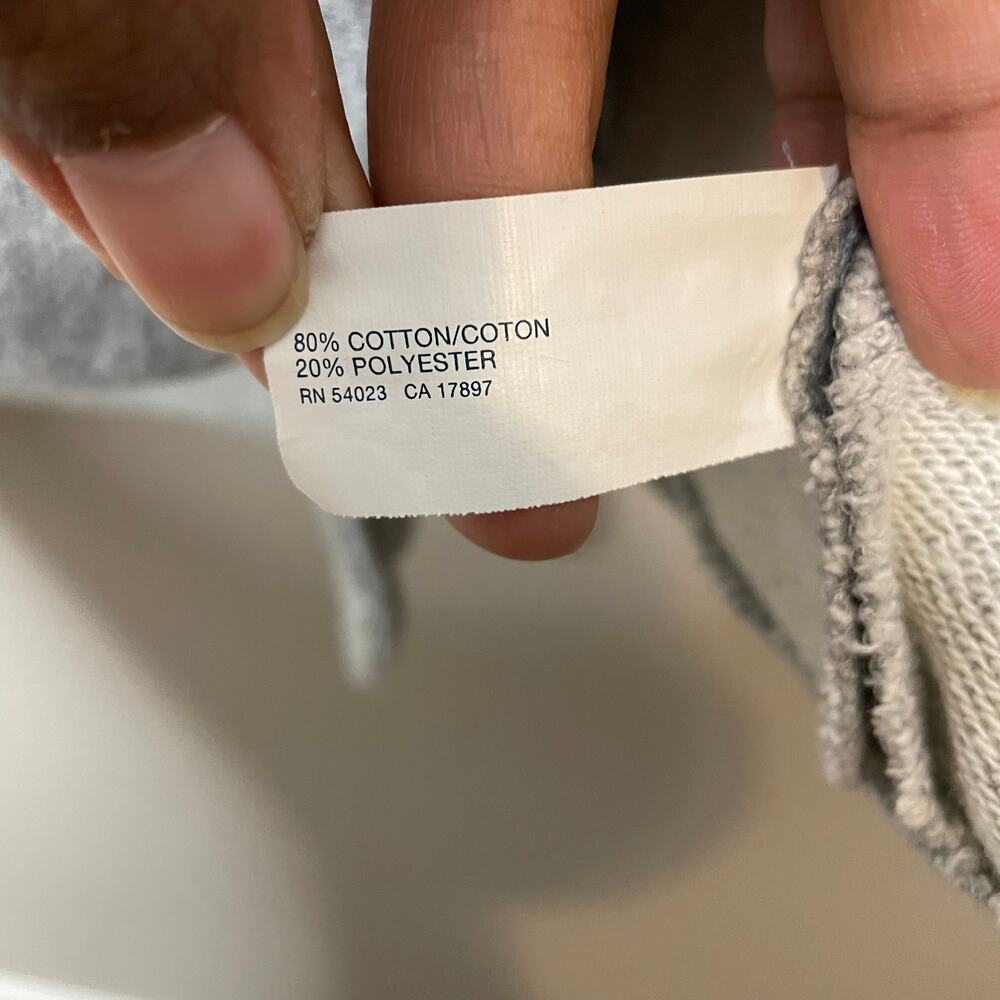 80% COTTON/COTON
20% POLYESTER
RN 54023 CA 17897